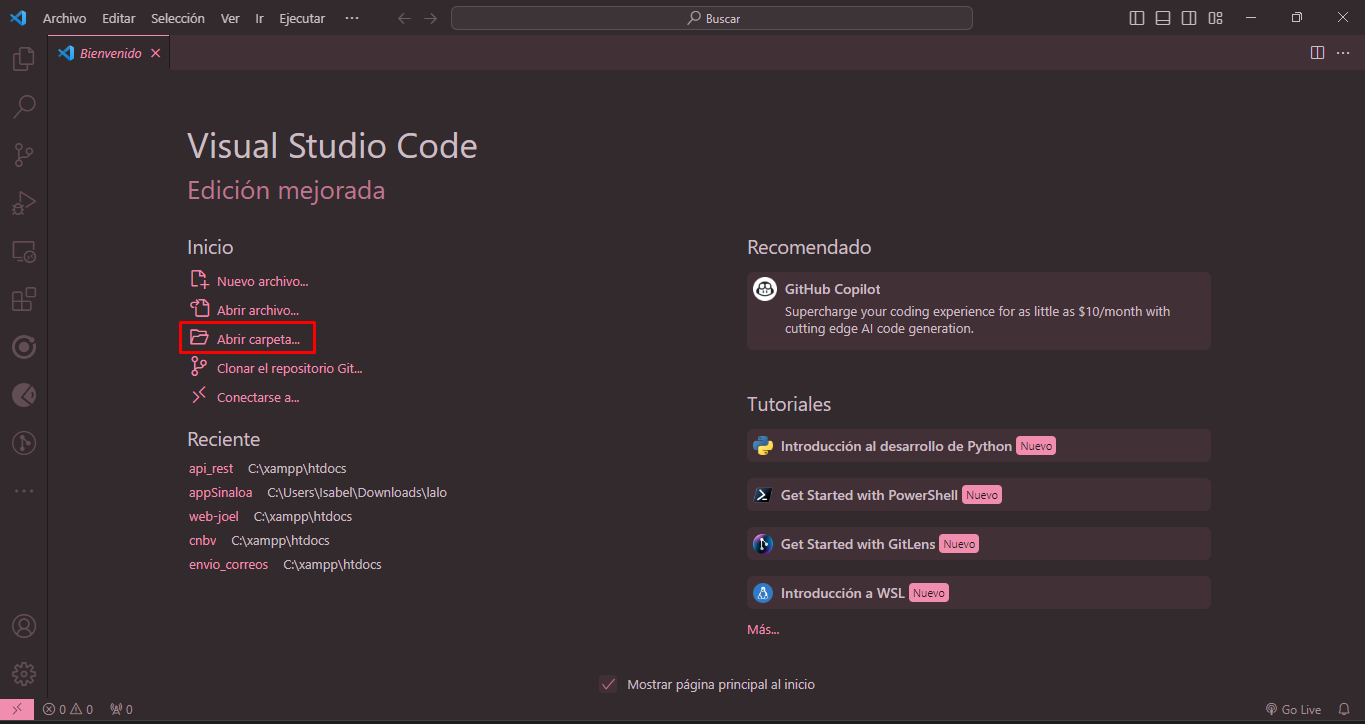 Archivo Editar Selección Ver Ir Ejecutar ··· Buscar
Bienvenido
Visual Studio Code
Edición mejorada
Inicio
Nuevo archivo...
Abrir archivo...
Abrir carpeta...
Clonar el repositorio Git...
Conectarse a...
Reciente
api_rest C:\xampp\htdocs
appSinaloa C:\Users\Isabel\Downloads\lalo
web-joel C:\xampp\htdocs
cnbv C:\xampp\htdocs
envio_correos C:\xampp\htdocs
Recomendado
GitHub Copilot
Supercharge your coding experience for as little as $10/month with
cutting edge AI code generation.
Tutoriales
Introducción al desarrollo de Python Nuevo
Get Started with PowerShell Nuevo
Get Started with GitLens Nuevo
Introducción a WSL Nuevo
Más...
Mostrar página principal al inicio
0 0 0 Go Live